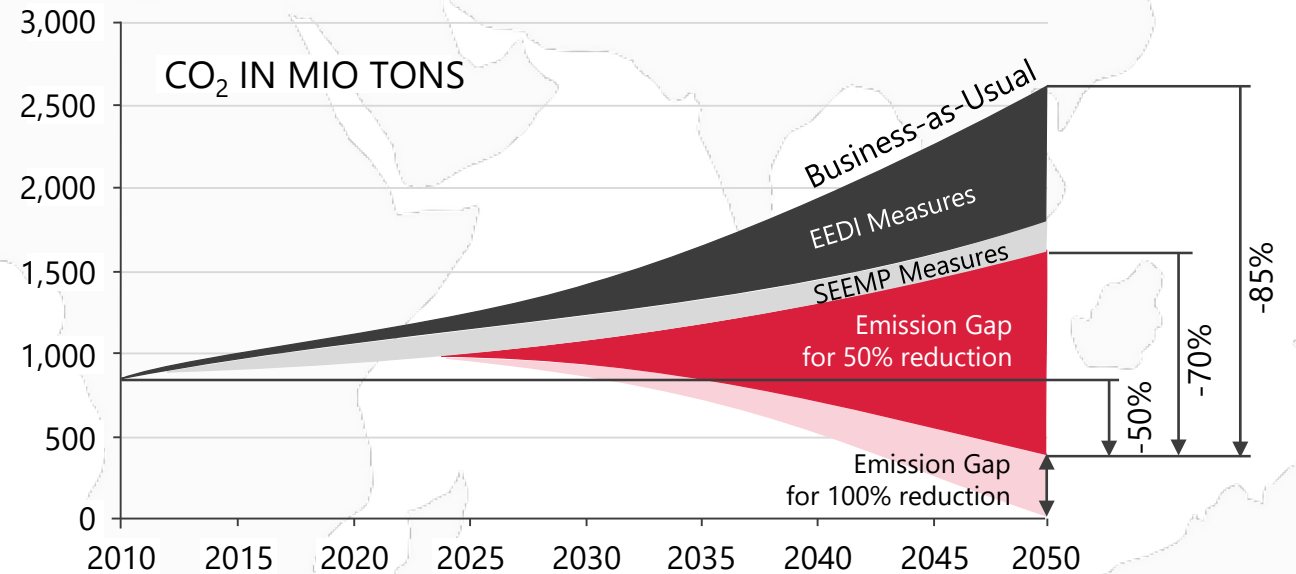 3,000
CO₂ IN MIO TONS
2,500
2,000
1,500
1,000
500
0
2010 2015 2020 2025 2030 2035 2040 2045 2050
Business-as-Usual
EEDI Measures
SEEMP Measures
Emission Gap
for 50% reduction
Emission Gap
for 100% reduction
-50%
-70%
-85%